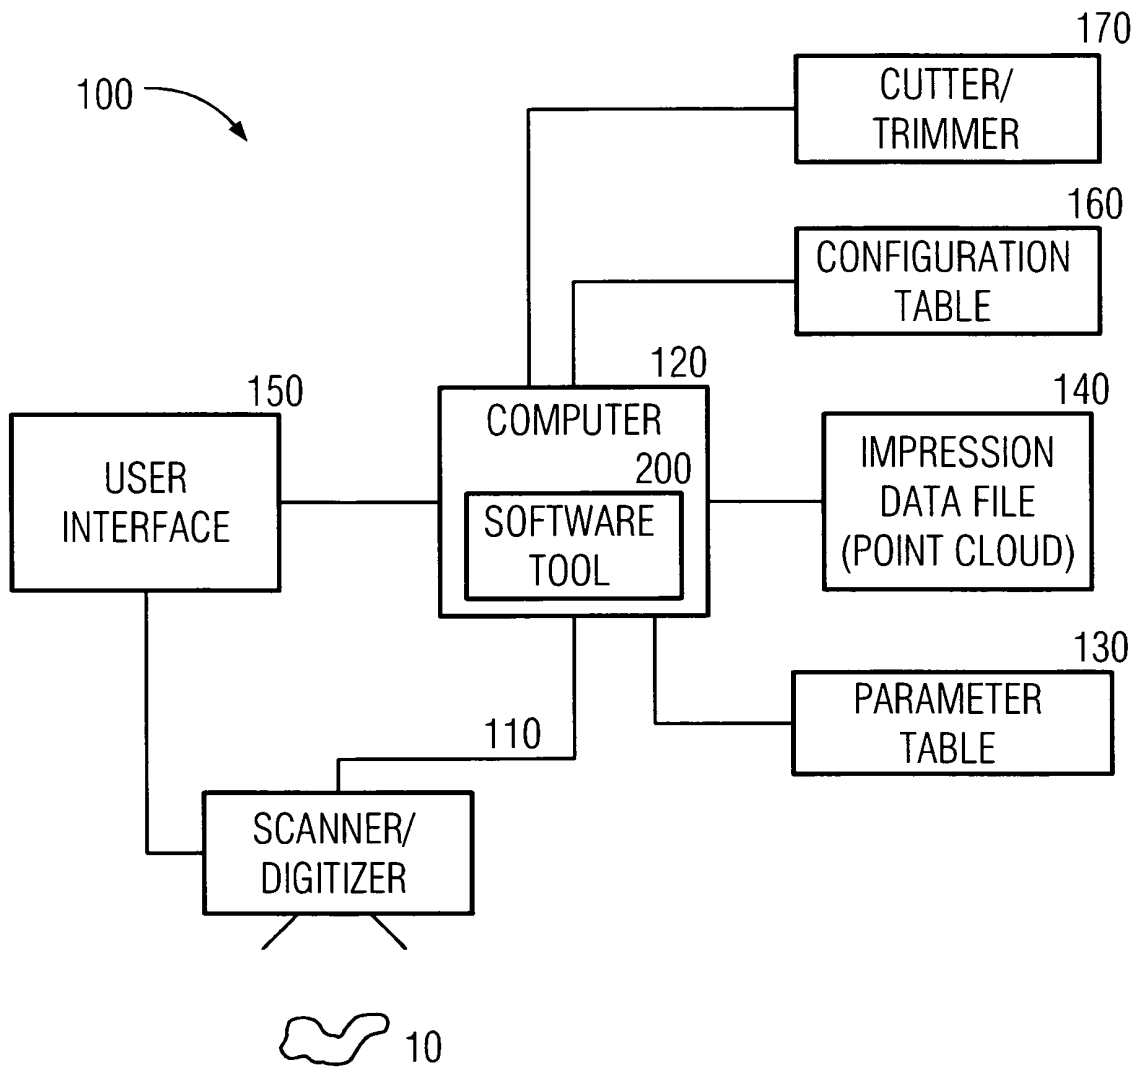 170
CUTTER/
TRIMMER
100
160
CONFIGURATION
TABLE
120
COMPUTER
200
SOFTWARE
TOOL
150
USER
INTERFACE
140
IMPRESSION
DATA FILE
(POINT CLOUD)
130
PARAMETER
TABLE
110
SCANNER/
DIGITIZER
10